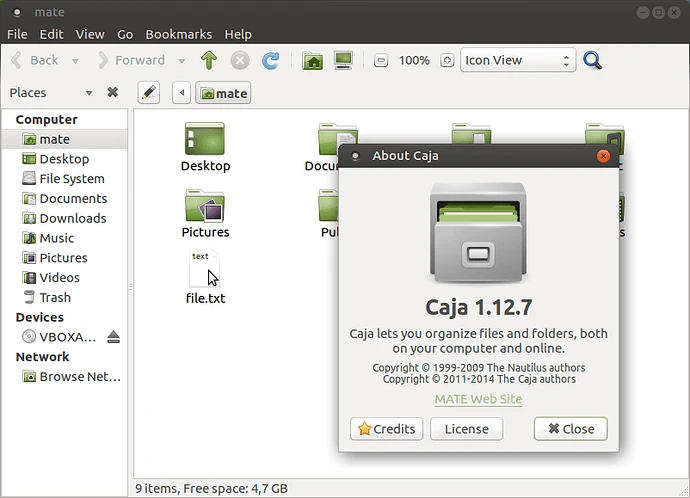 mate
File Edit View Go Bookmarks Help
Back Forward 100% Icon View
Places mate
Computer
mate
Desktop
File System
Documents
Downloads
Music
Pictures
Videos
Trash
Devices
VBOXA...
Network
Browse Net...
Desktop
Pictures
text
file.txt
About Caja
Caja 1.12.7
Caja lets you organize files and folders, both
on your computer and online.
Copyright © 1999-2009 The Nautilus authors
Copyright © 2011-2014 The Caja authors
MATE Web Site
Credits License Close
9 items, Free space: 4,7 GB